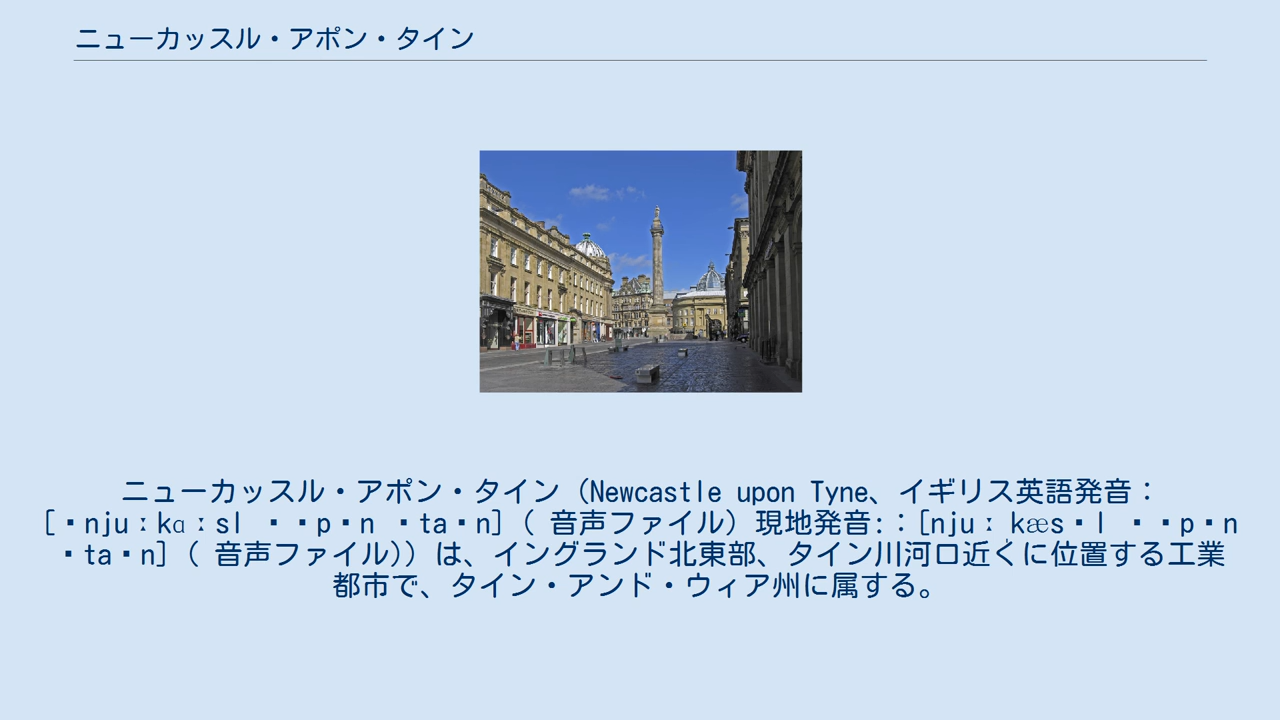 ニューカッスル・アポン・タイン
ニューカッスル・アポン・タイン（Newcastle upon Tyne、イギリス英語発音：
[・njuːkɑːsl ・・p・n ・ta・n]（ 音声ファイル）現地発音:：[njuː kæs・l ・・p・n
・ta・n]（ 音声ファイル)）は、イングランド北東部、タイン川河口近くに位置する工業
都市で、タイン・アンド・ウィア州に属する。